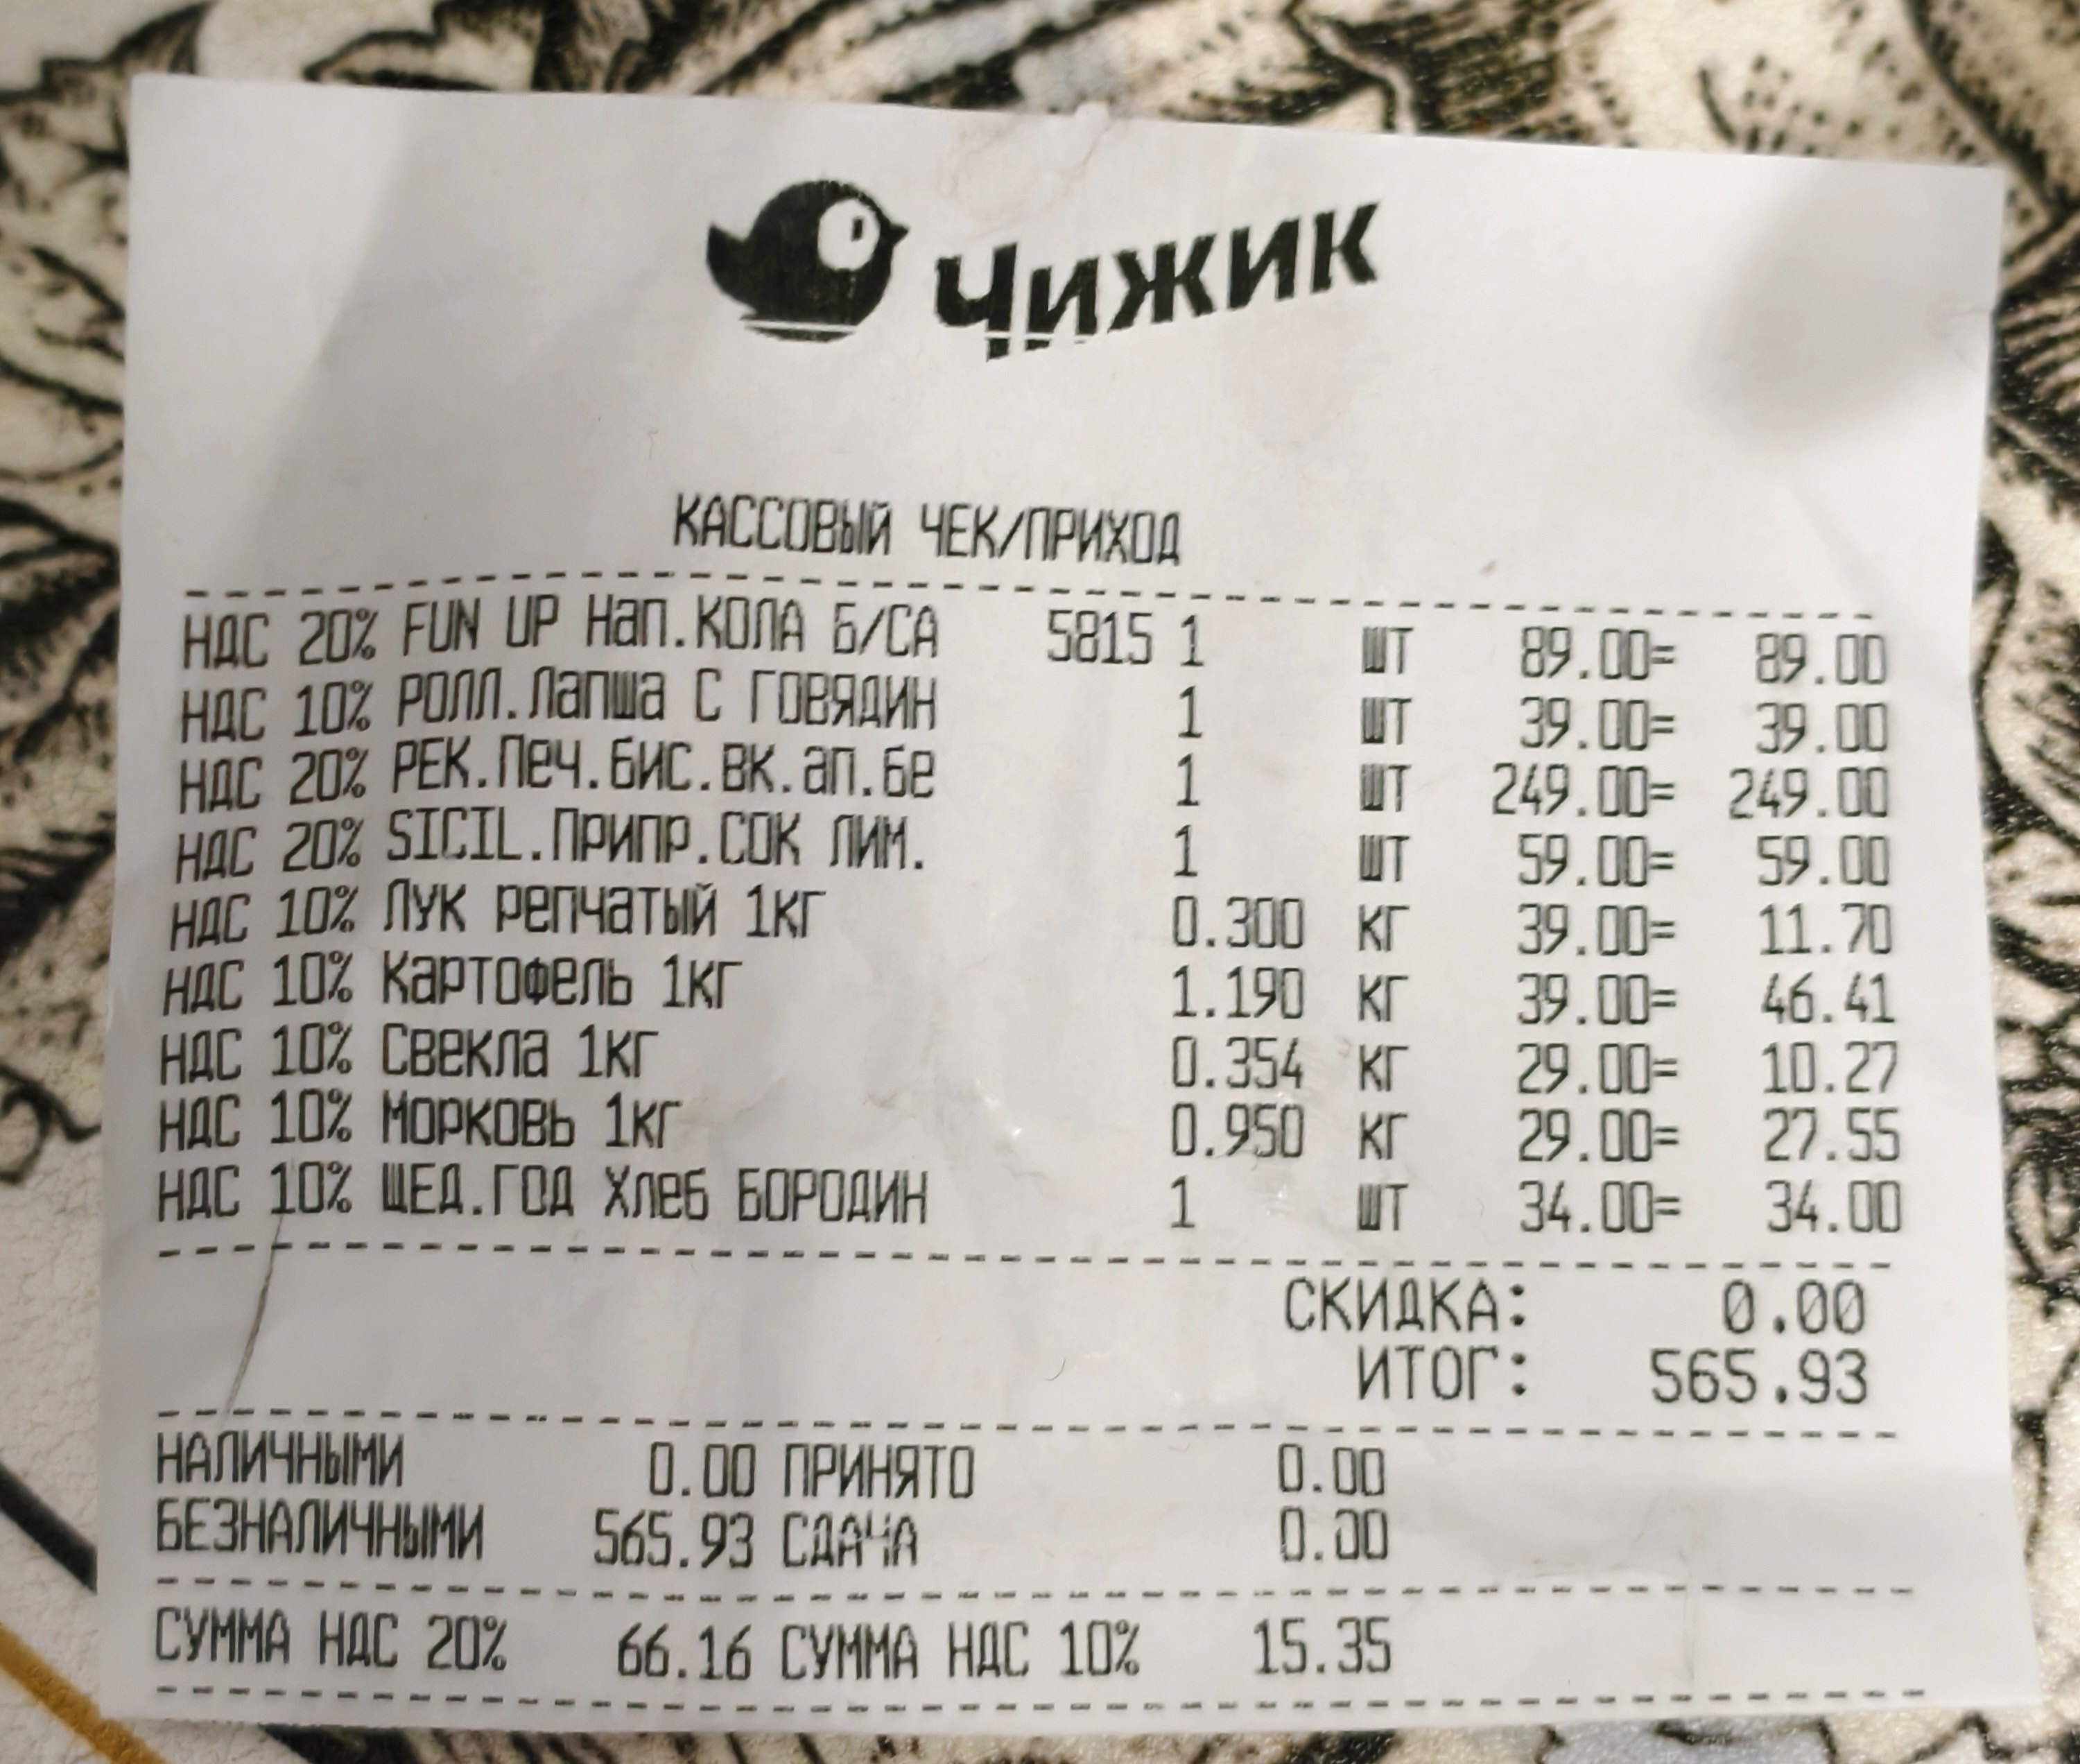 Чижик
КАССОВЫЙ ЧЕК/ПРИХОД
НДС 20% FUN UP Нап.КОЛА Б/СА 5815 1 ШТ 89.00= 89.00
НДС 10% РОЛЛ.Лапша С ГОВЯДИН 1 ШТ 39.00= 39.00
НДС 20% РЕК.Печ.бис.вк.ап.бе 1 ШТ 249.00= 249.00
НДС 20% SICIL.Припр.СОК ЛИМ. 1 ШТ 59.00= 59.00
НДС 10% Лук репчатый 1кг 0.300 КГ 39.00= 11.70
НДС 10% Картофель 1кг 1.190 КГ 39.00= 46.41
НДС 10% Свекла 1кг 0.354 КГ 29.00= 10.27
НДС 10% Морковь 1кг 0.950 КГ 29.00= 27.55
НДС 10% ЩЕД.ГОД Хлеб БОРОДИН 1 ШТ 34.00= 34.00
СКИДКА: 0.00
ИТОГ: 565.93
НАЛИЧНЫМИ 0.00 ПРИНЯТО 0.00
БЕЗНАЛИЧНЫМИ 565.93 СДАЧА 0.00
СУММА НДС 20% 66.16 СУММА НДС 10% 15.35